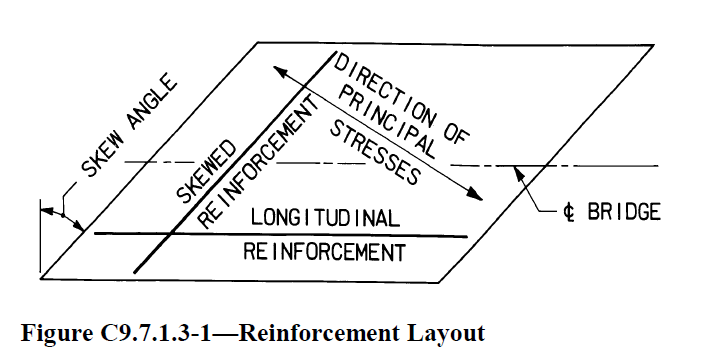 SKEW ANGLE
SKEWED
REINFORCEMENT
DIRECTION OF
PRINCIPAL
STRESSES
℄ BRIDGE
LONGITUDINAL
REINFORCEMENT
Figure C9.7.1.3-1—Reinforcement Layout